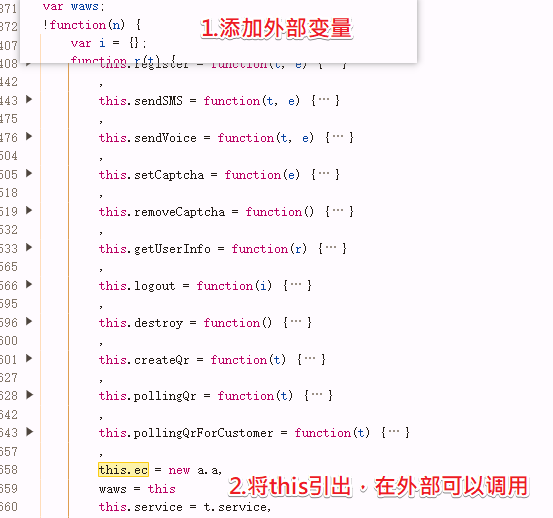 371 var waws;
372 !function(n) {
407 var i = {};
function r(t) {
408 this.register = function(t, e) {… }
442 ,
443 this.sendSMS = function(t, e) {… }
475 ,
476 this.sendVoice = function(t, e) {… }
504 ,
505 this.setCaptcha = function(e) {… }
518 ,
519 this.removeCaptcha = function() {… }
532 ,
533 this.getUserInfo = function(r) {… }
565 ,
566 this.logout = function(i) {… }
595 ,
596 this.destroy = function() {… }
600 ,
601 this.createQr = function(t) {… }
627 ,
628 this.pollingQr = function(t) {… }
642 ,
643 this.pollingQrForCustomer = function(t) {… }
657 ,
658 this.ec = new a.a,
659 waws = this
660 this.service = t.service,
1.添加外部变量
2.将this引出，在外部可以调用